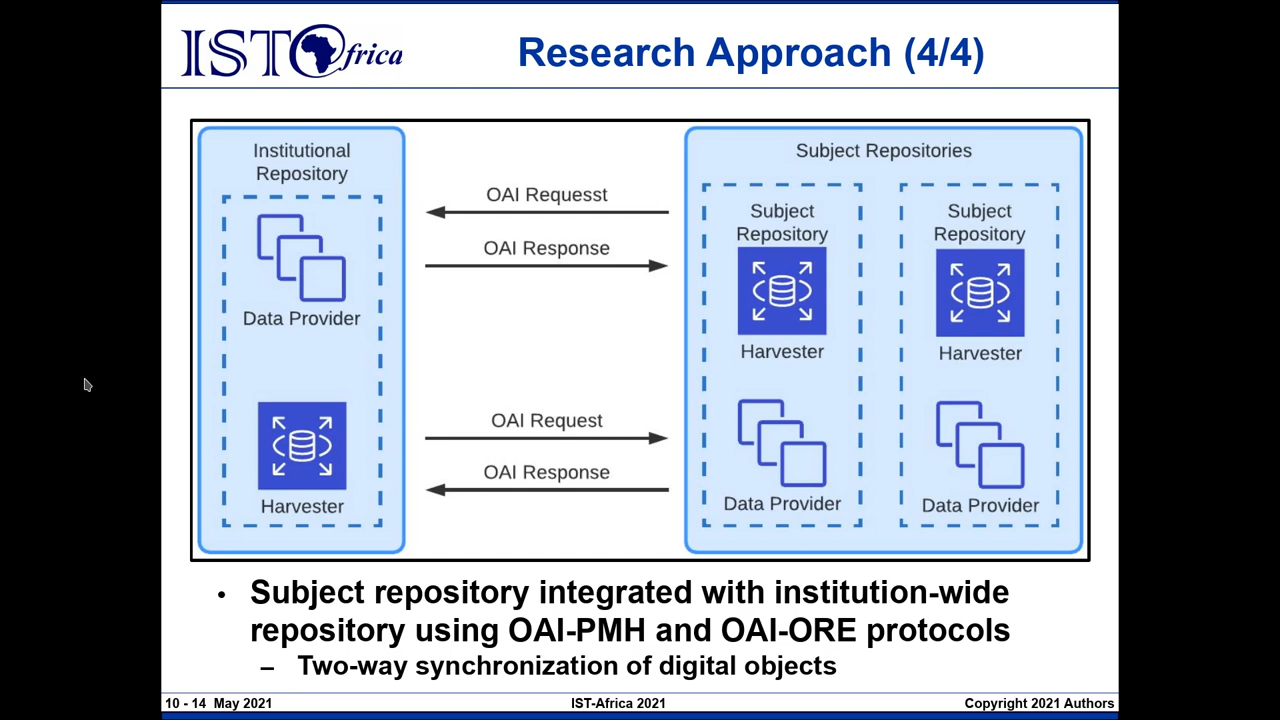 IST Africa
Research Approach (4/4)
Institutional
Repository
Data Provider
Harvester
OAI Requesst
OAI Response
OAI Request
OAI Response
Subject Repositories
Subject
Repository
Harvester
Data Provider
Subject
Repository
Harvester
Data Provider
• Subject repository integrated with institution-wide
repository using OAI-PMH and OAI-ORE protocols
– Two-way synchronization of digital objects
10 - 14 May 2021
IST-Africa 2021
Copyright 2021 Authors